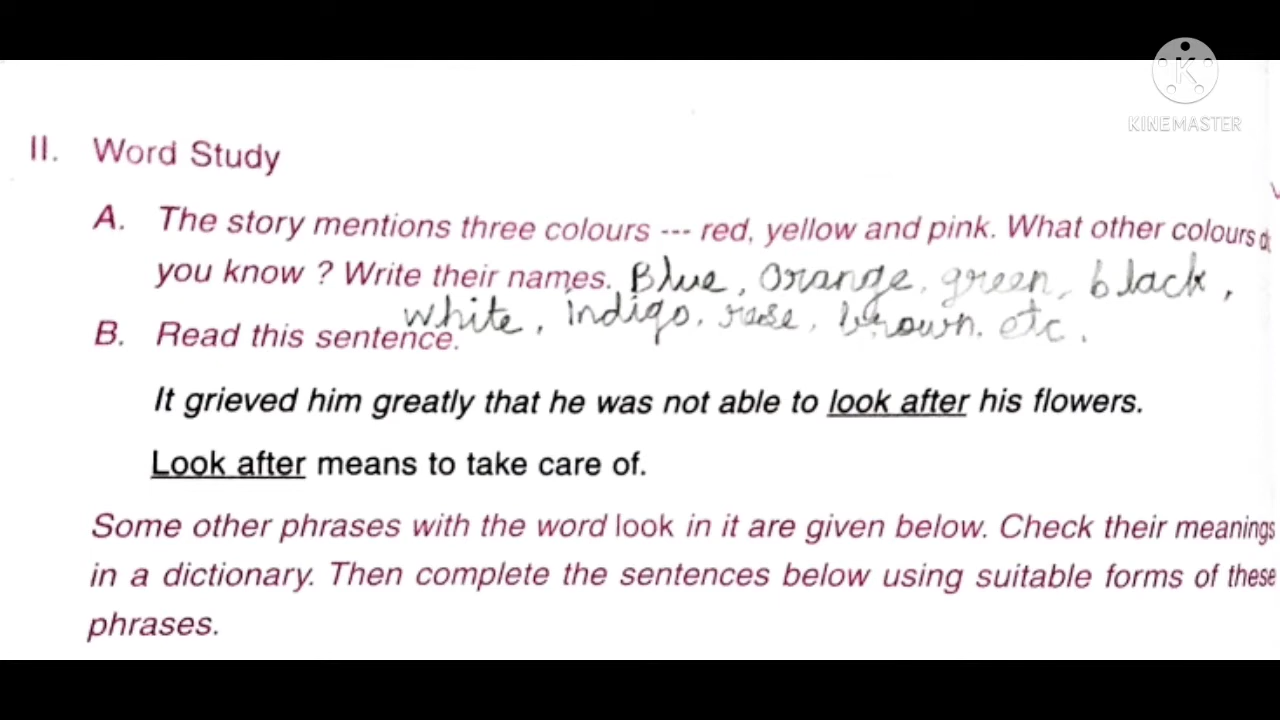 KINEMASTER
II. Word Study
A. The story mentions three colours --- red, yellow and pink. What other colours
you know ? Write their names. Blue, Orange, green, black,
white, indigo, rose, brown. etc.
B. Read this sentence.
It grieved him greatly that he was not able to look after his flowers.
Look after means to take care of.
Some other phrases with the word look in it are given below. Check their meanings
in a dictionary. Then complete the sentences below using suitable forms of these
phrases.